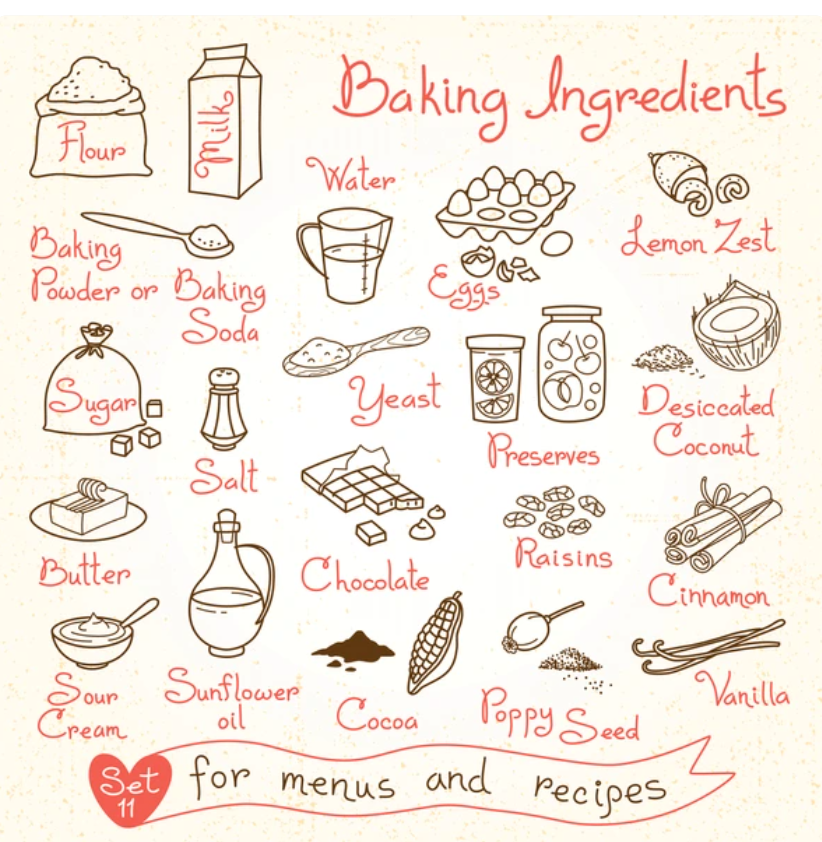 Baking Ingredients
Flour
Milk
Water
Eggs
Lemon Zest
Baking
Powder or Baking
Soda
Sugar
Salt
Yeast
Preserves
Desiccated
Coconut
Butter
Chocolate
Raisins
Cinnamon
Sour
Cream
Sunflower
oil
Cocoa
Poppy Seed
Vanilla
Set
11
for menus and recipes